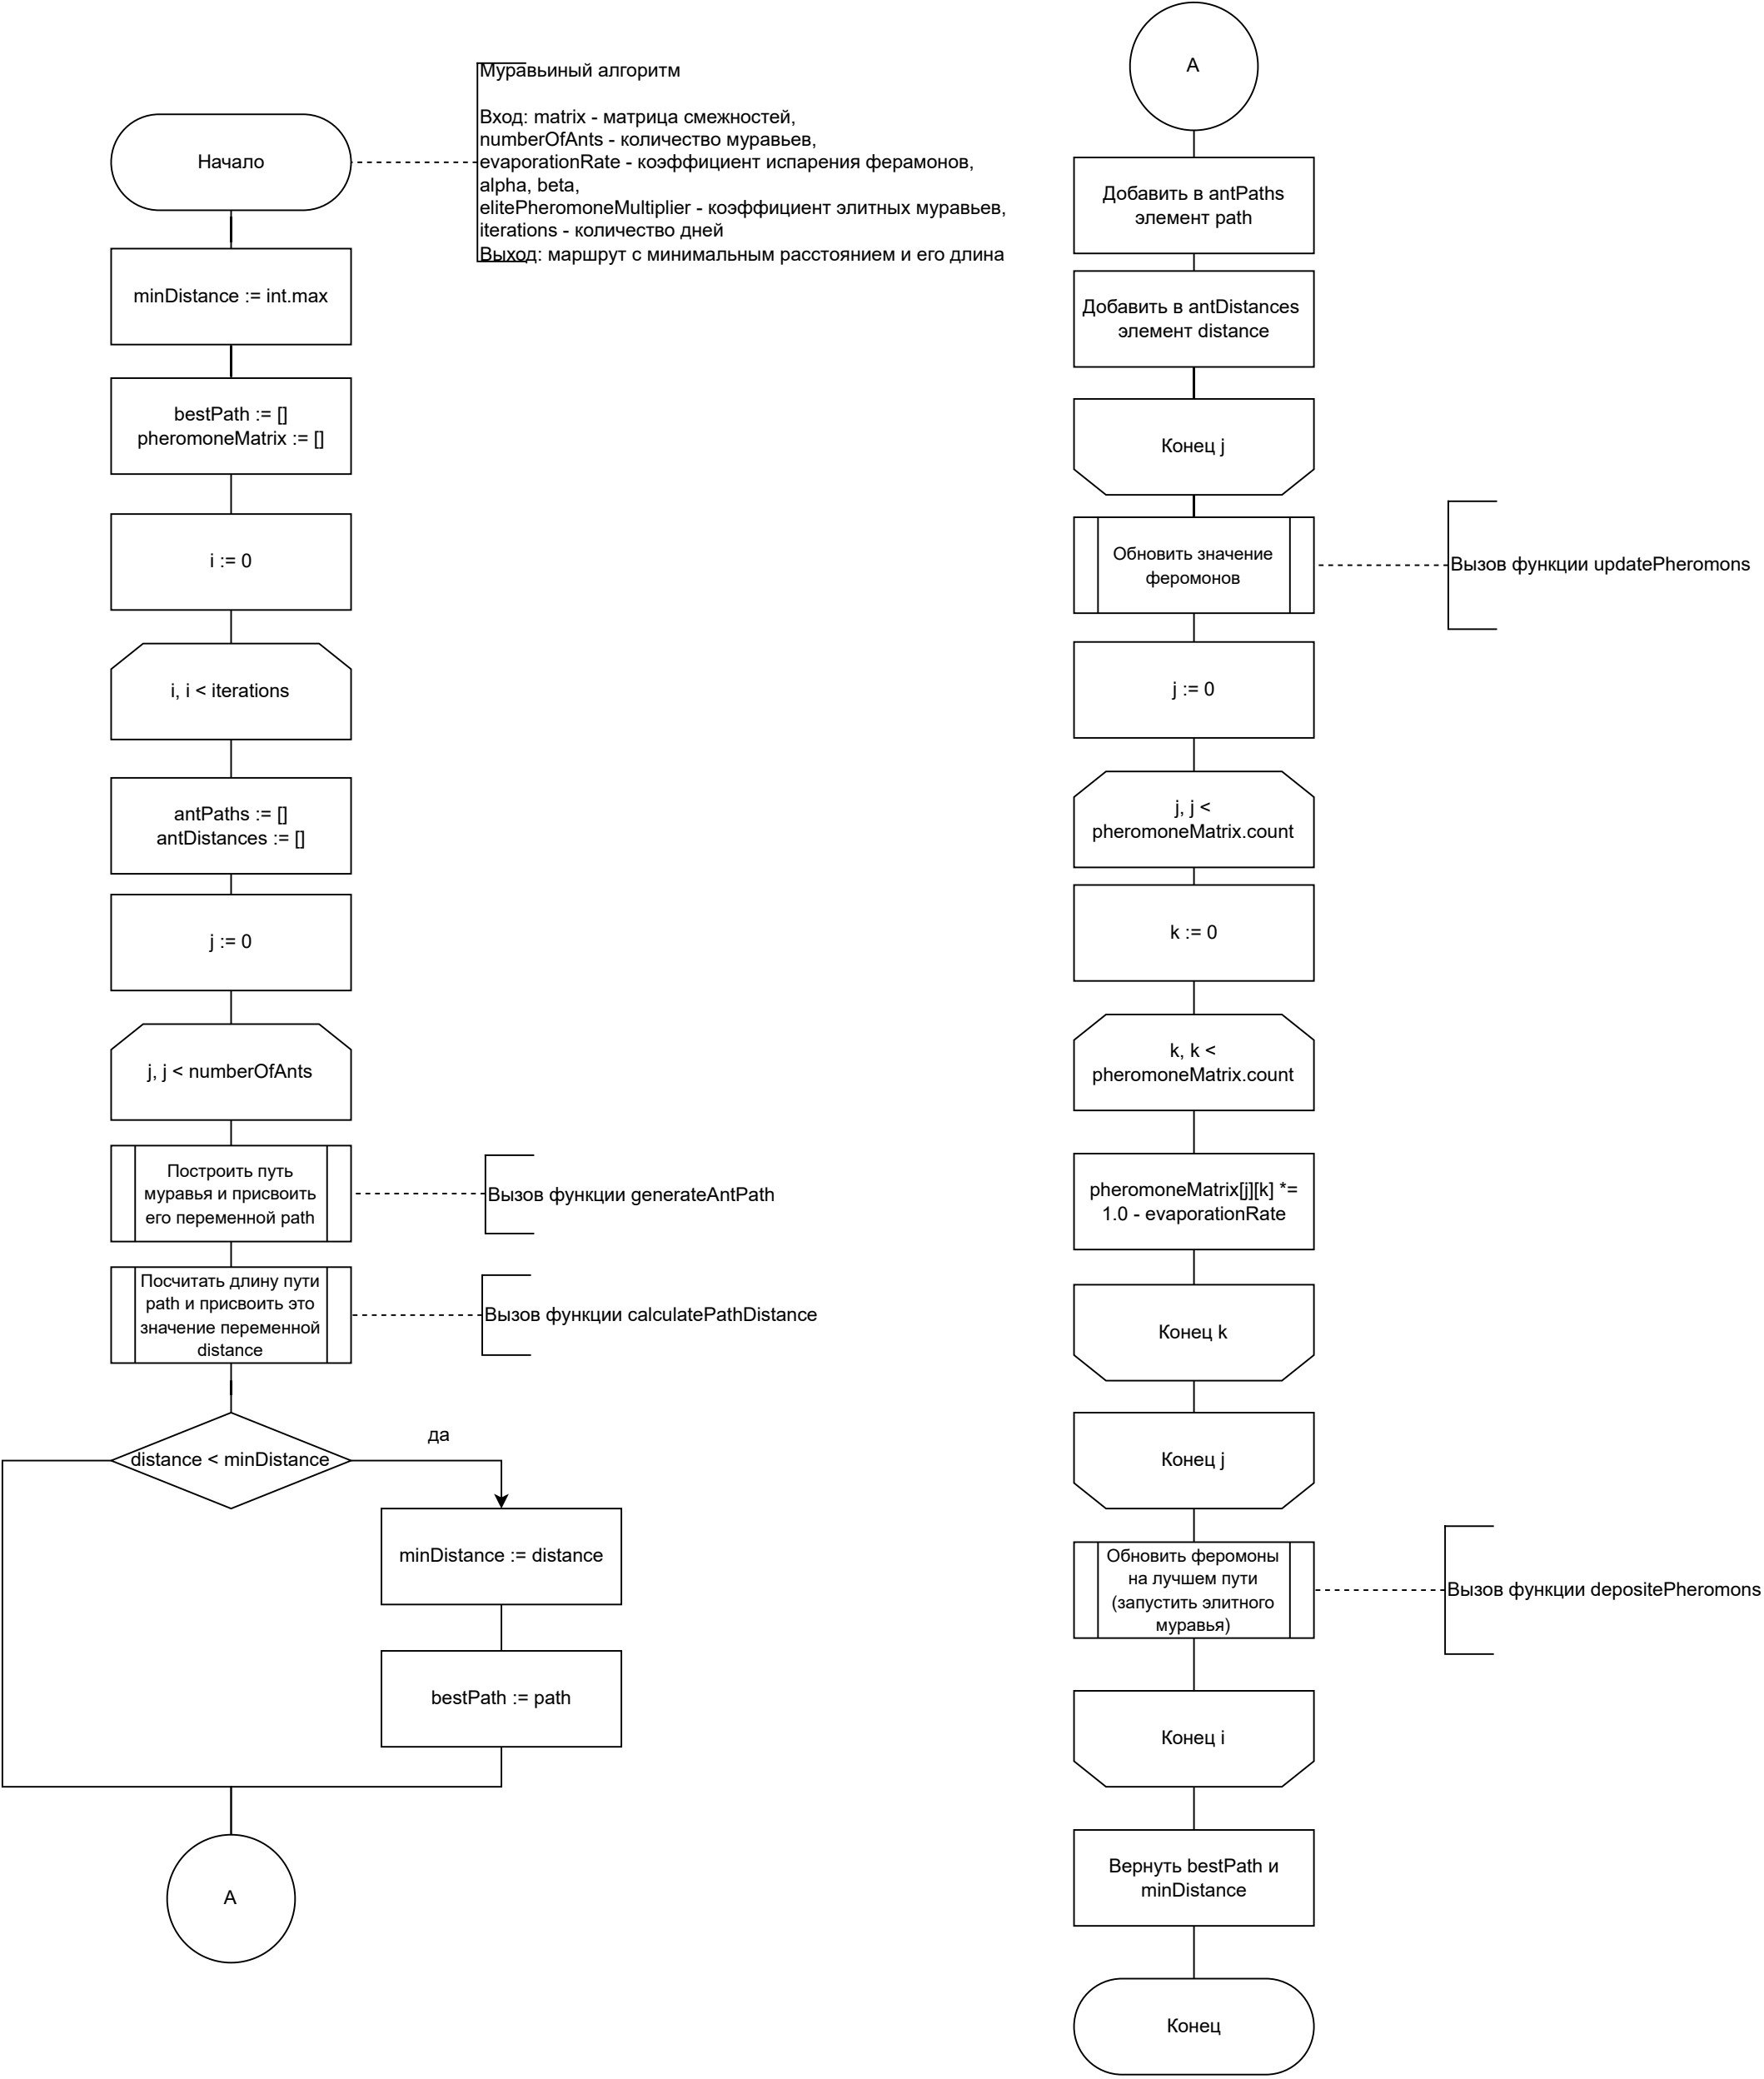 Начало
Муравьиный алгоритм
Вход: matrix - матрица смежностей,
numberOfAnts - количество муравьев,
evaporationRate - коэффициент испарения ферамонов,
alpha, beta,
elitePheromoneMultiplier - коэффициент элитных муравьев,
iterations - количество дней
Выход: маршрут с минимальным расстоянием и его длина
minDistance := int.max
bestPath := []
pheromoneMatrix := []
i := 0
i, i < iterations
antPaths := []
antDistances := []
j := 0
j, j < numberOfAnts
Построить путь
муравья и присвоить
его переменной path
Вызов функции generateAntPath
Посчитать длину пути
path и присвоить это
значение переменной
distance
Вызов функции calculatePathDistance
distance < minDistance
да
minDistance := distance
bestPath := path
A
A
Добавить в antPaths
элемент path
Добавить в antDistances
элемент distance
Конец j
Обновить значение
феромонов
Вызов функции updatePheromons
j := 0
j, j <
pheromoneMatrix.count
k := 0
k, k <
pheromoneMatrix.count
pheromoneMatrix[j][k] *=
1.0 - evaporationRate
Конец k
Конец j
Обновить феромоны
на лучшем пути
(запустить элитного
муравья)
Вызов функции depositePheromons
Конец i
Вернуть bestPath и
minDistance
Конец